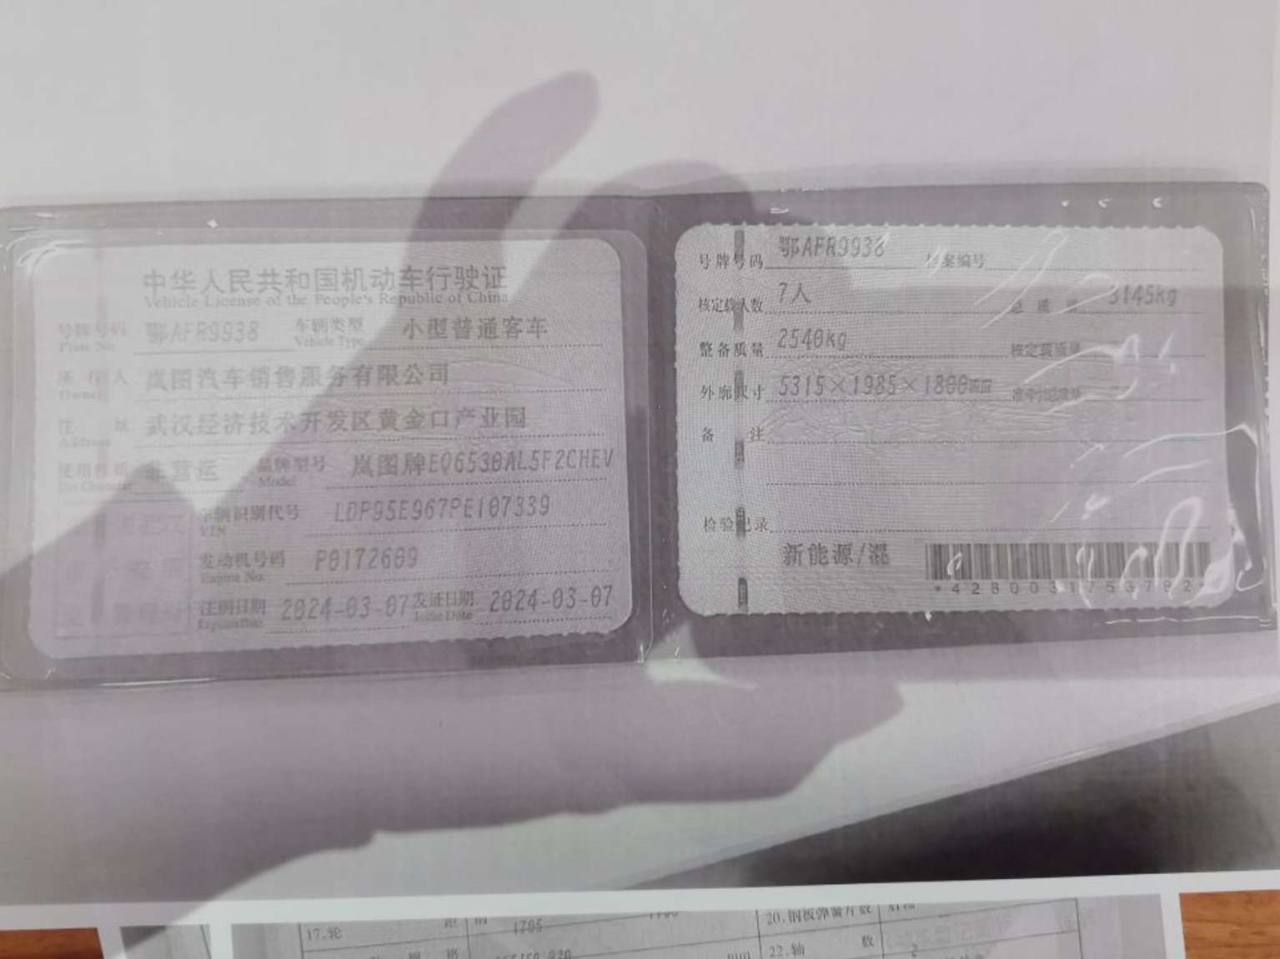 中华人民共和国机动车行驶证
Vehicle License of the People's Republic of China
号牌号码 鄂AFR9938 车辆类型 小型普通客车
Plate No. Vehicle Type
所有人 岚图汽车销售服务有限公司
Owner
住址 武汉经济技术开发区黄金口产业园
Address
使用性质 非营运 品牌型号 岚图牌EQ6530AL5F2CHEV
Use Character Model
车辆识别代号 LDP95E967PE107339
VIN
发动机号码 P0172609
Engine No.
注册日期 2024-03-07 发证日期 2024-03-07
Register Date Issue Date
号牌号码 鄂AFR9938 档案编号
核定载人数 7人 总质量 3145kg
整备质量 2540kg 核定载质量
外廓尺寸 5315×1985×1800mm
备注
检验记录
新能源/混
17.轮距 1705
20.钢板弹簧片数
22.轴数 2